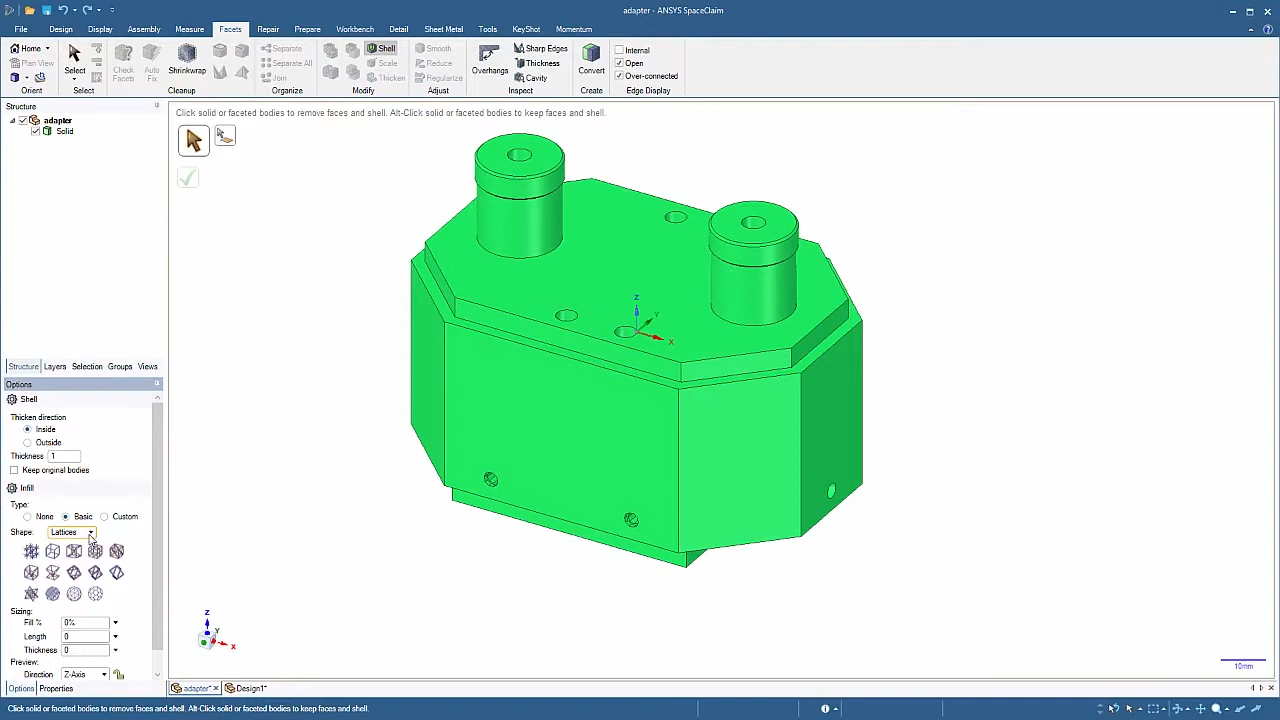 adapter - ANSYS SpaceClaim
File Design Display Assembly Measure Facets Repair Prepare Workbench Detail Sheet Metal Tools KeyShot Momentum
Home
Plan View
Orient
Select
Select
Check Facets
Auto Fix
Shrinkwrap
Cleanup
Separate
Separate All
Join
Organize
Shell
Scale
Thicken
Modify
Smooth
Reduce
Regularize
Adjust
Overhangs
Sharp Edges
Thickness
Cavity
Inspect
Convert
Create
Internal
Open
Over-connected
Edge Display
Structure
adapter
Solid
Click solid or faceted bodies to remove faces and shell. Alt-Click solid or faceted bodies to keep faces and shell.
Z
Y
X
Structure Layers Selection Groups Views
Options
Shell
Thicken direction
Inside
Outside
Thickness 1
Keep original bodies
Infill
Type:
None Basic Custom
Shape: Lattices
Sizing:
Fill % 0%
Length 0
Thickness 0
Preview:
Direction Z-Axis
Z
Y
X
10mm
Options Properties
adapter* Design1*
Click solid or faceted bodies to remove faces and shell. Alt-Click solid or faceted bodies to keep faces and shell.